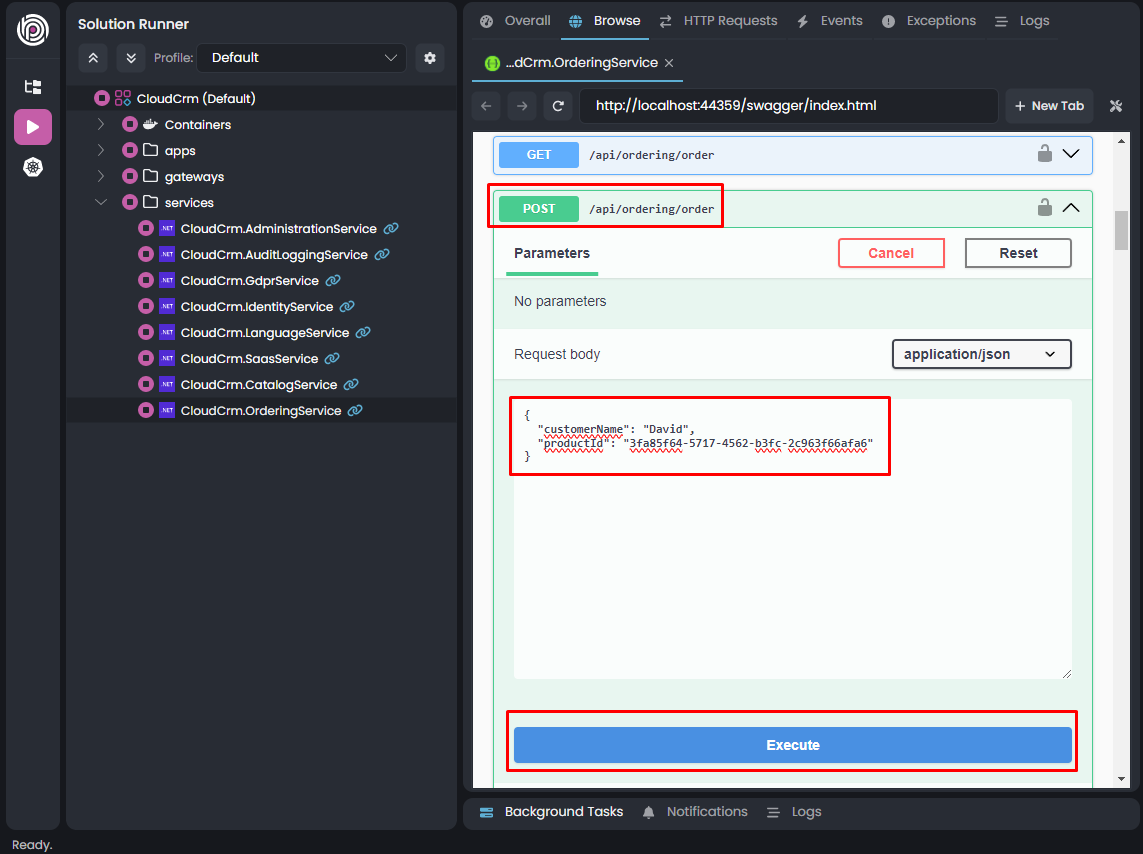 Solution Runner
Profile: Default
CloudCrm (Default)
Containers
apps
gateways
services
.NET CloudCrm.AdministrationService
.NET CloudCrm.AuditLoggingService
.NET CloudCrm.GdprService
.NET CloudCrm.IdentityService
.NET CloudCrm.LanguageService
.NET CloudCrm.SaasService
.NET CloudCrm.CatalogService
.NET CloudCrm.OrderingService
Overall Browse HTTP Requests Events Exceptions Logs
...dCrm.OrderingService
http://localhost:44359/swagger/index.html + New Tab
GET /api/ordering/order
POST /api/ordering/order
Parameters Cancel Reset
No parameters
Request body application/json
{
"customerName": "David",
"productId": "3fa85f64-5717-4562-b3fc-2c963f66afa6"
}
Execute
Background Tasks Notifications Logs
Ready.